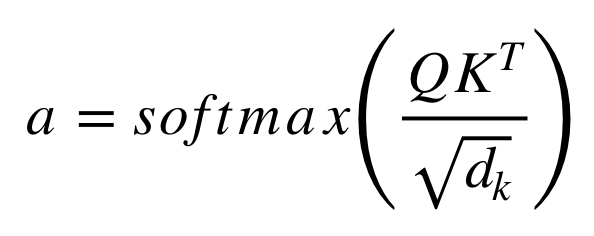 a = softmax(QK^T / √d_k)